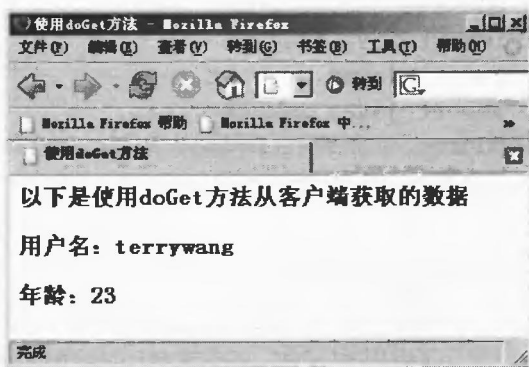 使用doGet方法 - Mozilla Firefox
文件(F) 编辑(E) 查看(V) 转到(G) 书签(B) 工具(T) 帮助(H)
转到 G
Mozilla Firefox 帮助 Mozilla Firefox 中...
使用doGet方法
以下是使用doGet方法从客户端获取的数据
用户名: terrywang
年龄: 23
完成